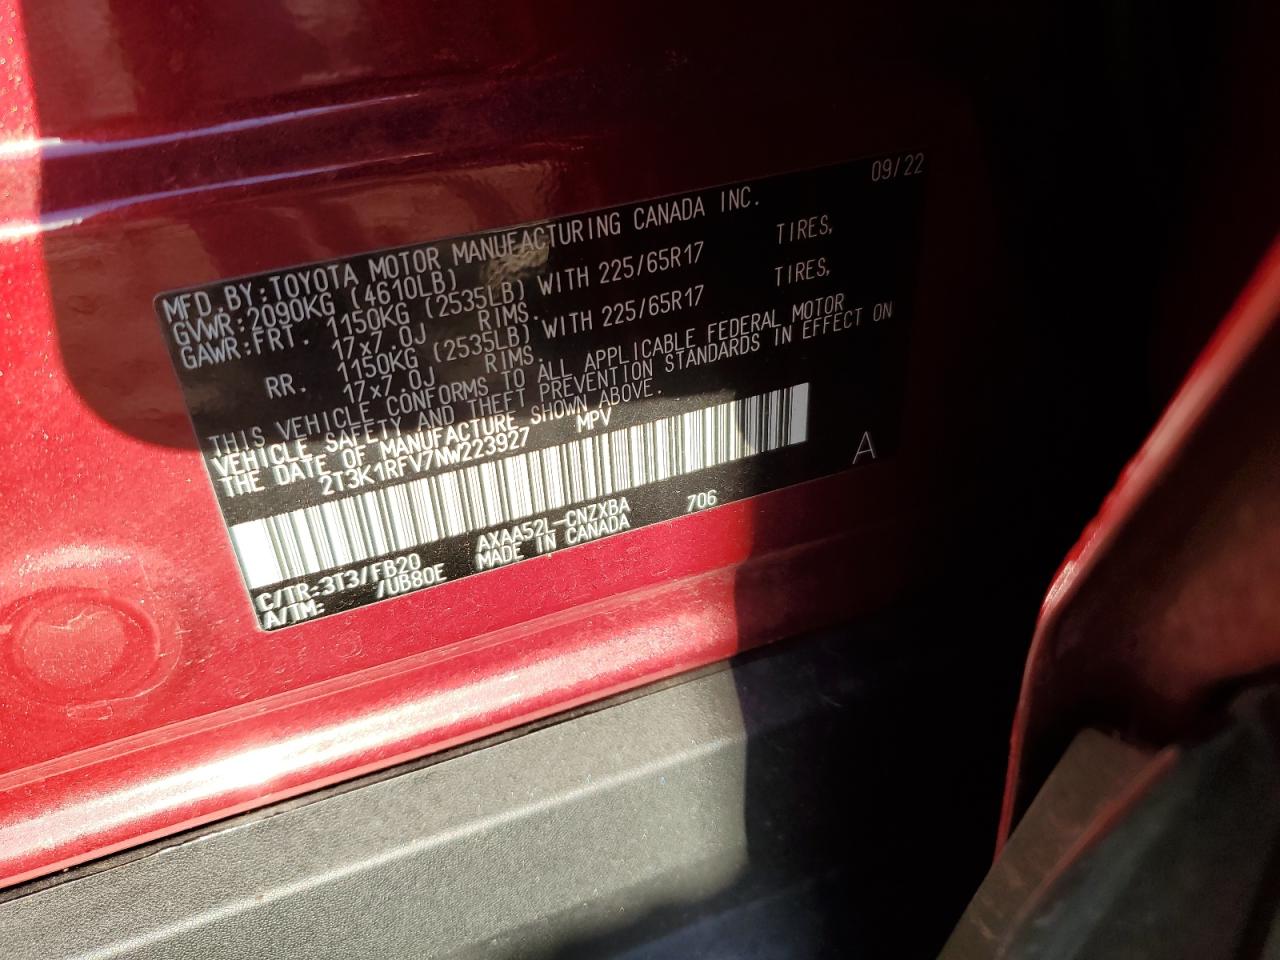 09/22
MFD. BY: TOYOTA MOTOR MANUFACTURING CANADA INC.
GVWR: 2090KG (4610LB)
GAWR: FRT. 1150KG (2535LB) WITH 225/65R17 TIRES,
17x7.0J RIMS.
RR. 1150KG (2535LB) WITH 225/65R17 TIRES,
17x7.0J RIMS.
THIS VEHICLE CONFORMS TO ALL APPLICABLE FEDERAL MOTOR
VEHICLE SAFETY AND THEFT PREVENTION STANDARDS IN EFFECT ON
THE DATE OF MANUFACTURE SHOWN ABOVE.
2T3K1RFV7NW223927 MPV
A
C/TR: 3T3/FB20 AXAA52L-CNZXBA 706
A/TM: /UB80E MADE IN CANADA